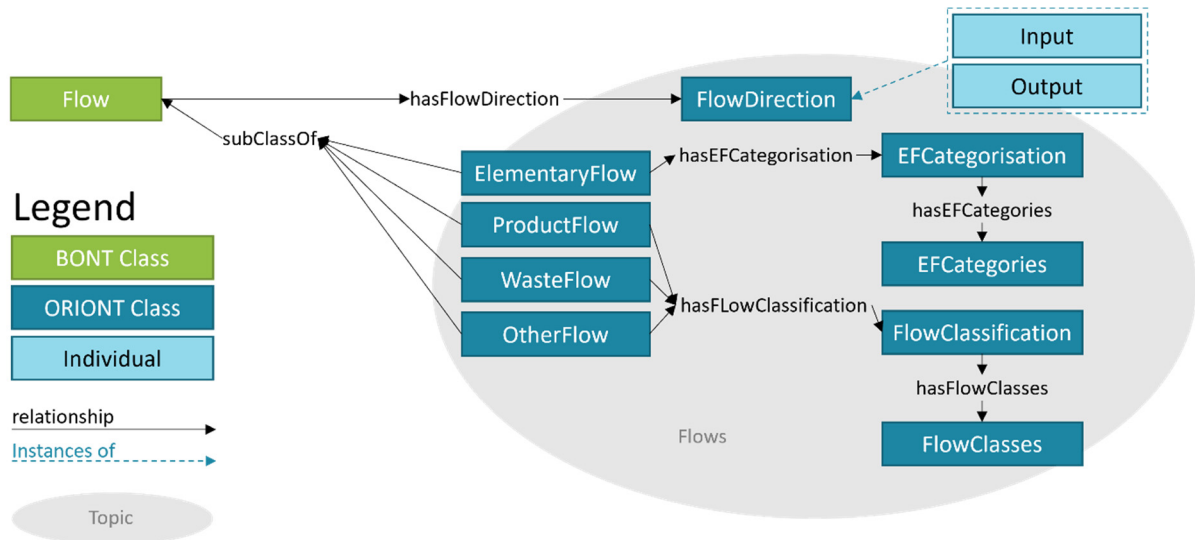 Input
Output
Flow
hasFlowDirection
FlowDirection
subClassOf
ElementaryFlow
hasEFCategorisation
EFCategorisation
hasEFCategories
EFCategories
ProductFlow
WasteFlow
OtherFlow
hasFLowClassification
FlowClassification
hasFlowClasses
FlowClasses
Flows
Legend
BONT Class
ORIONT Class
Individual
relationship
Instances of
Topic